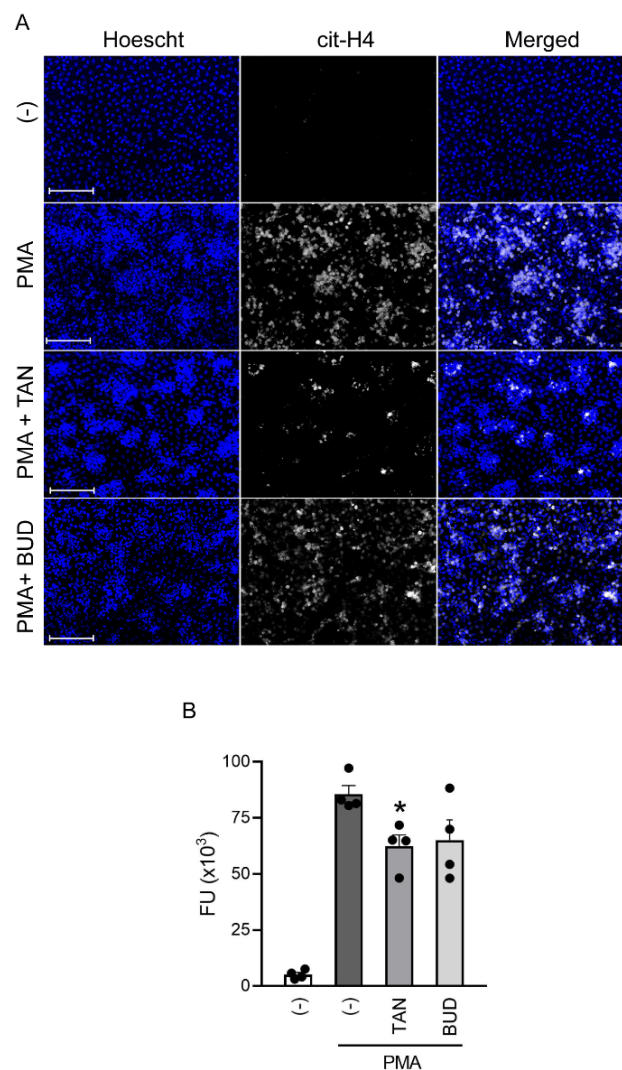 A
Hoescht cit-H4 Merged
(-)
PMA
PMA + TAN
PMA+ BUD
B
FU (x10³)
100
75
50
25
0
*
(-) (-) TAN BUD
PMA